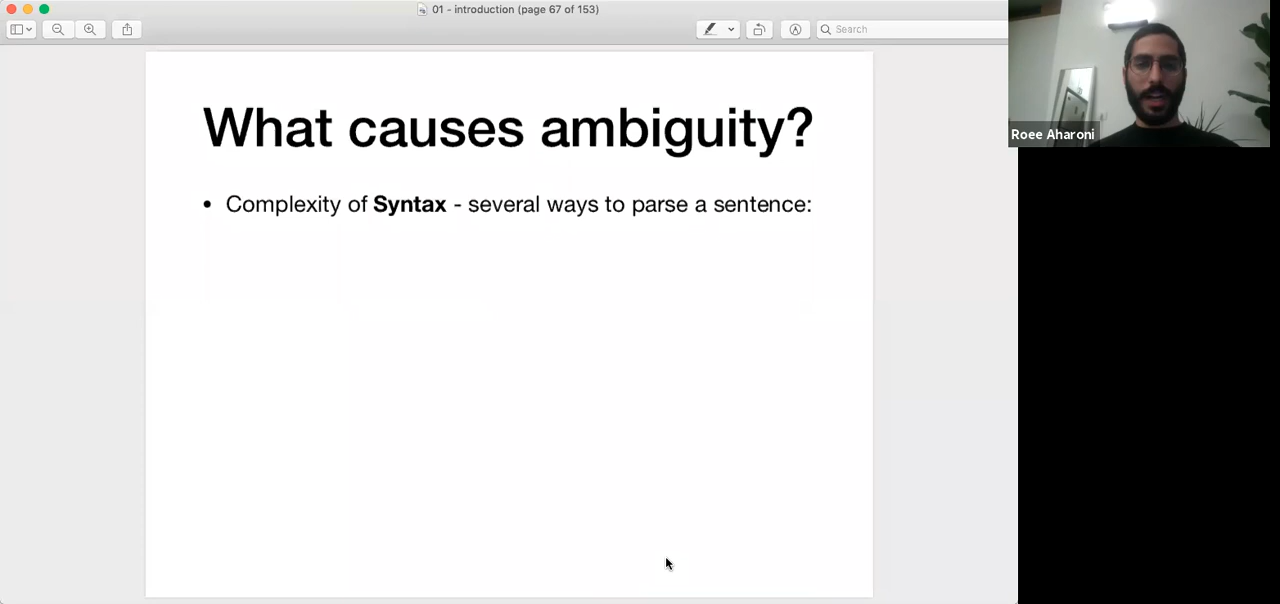 01 - introduction (page 67 of 153)
Search
What causes ambiguity?
• Complexity of Syntax - several ways to parse a sentence:
Roee Aharoni